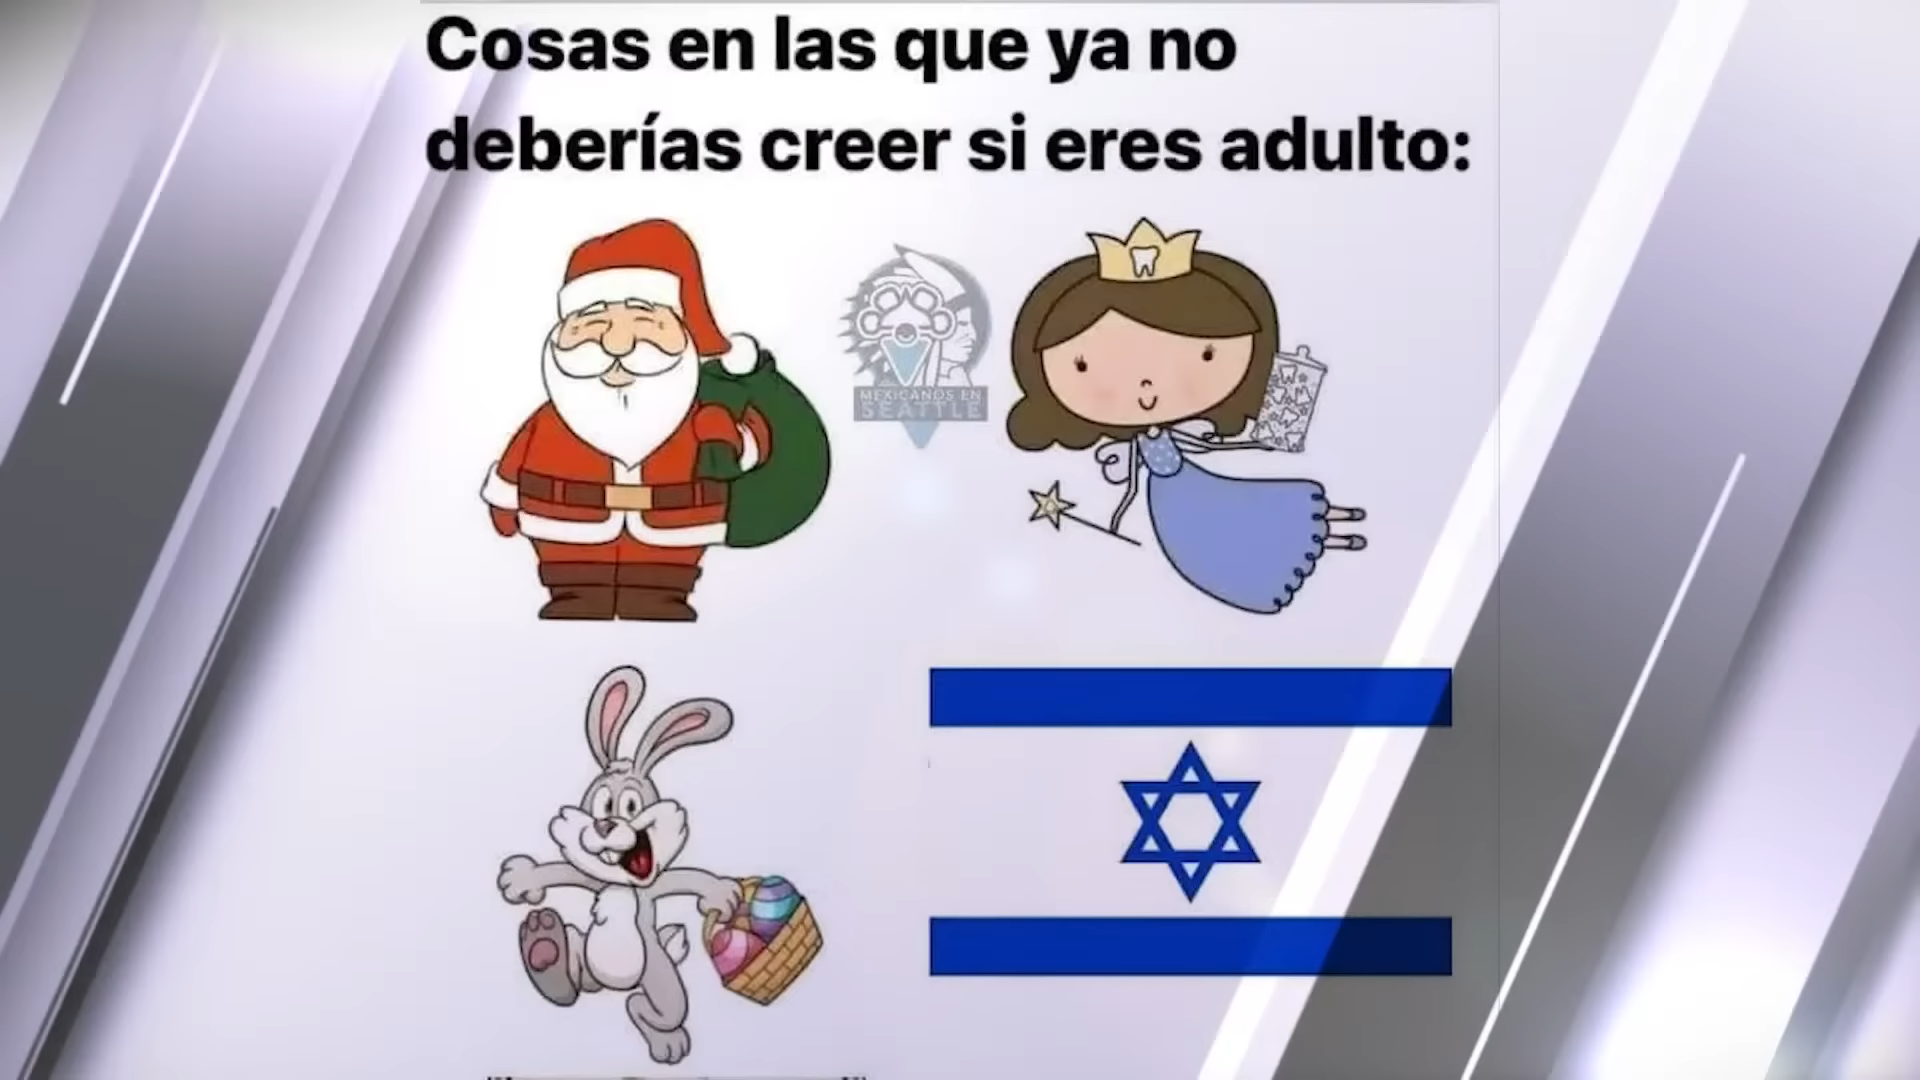 Cosas en las que ya no
deberías creer si eres adulto:
MEXICANOS EN
SEATTLE